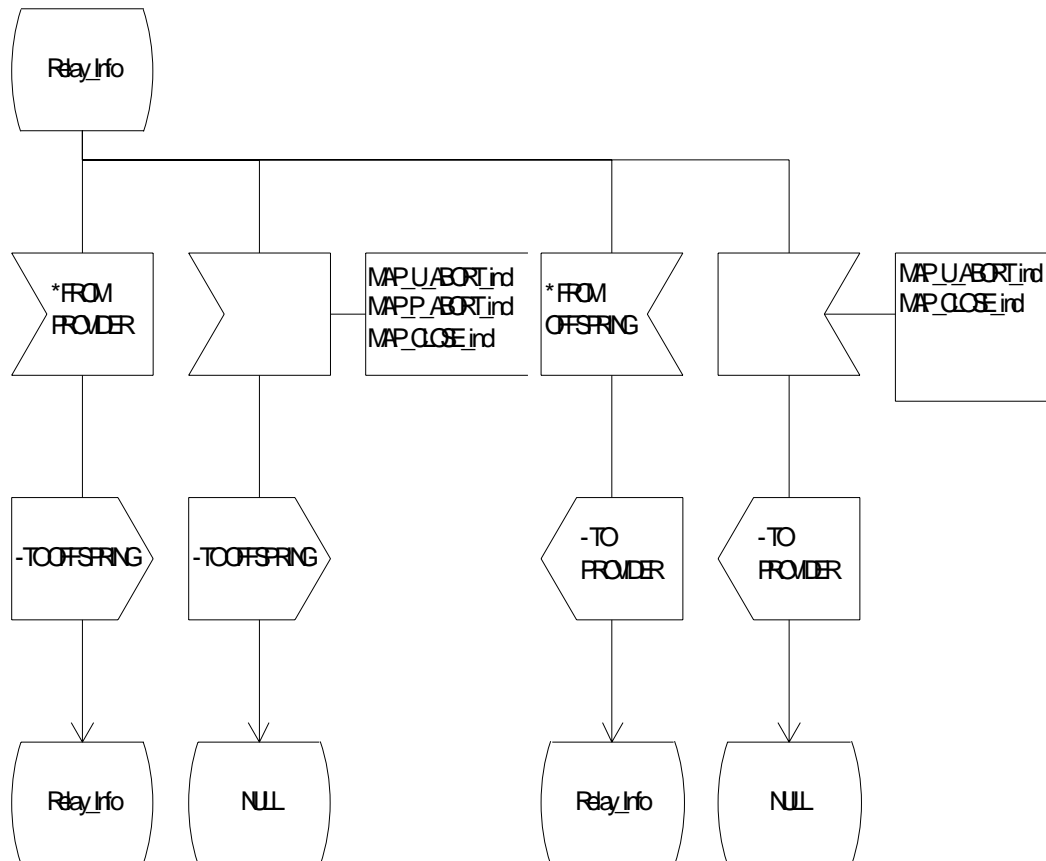 Relay_Info
*FROM
PROVIDER
MAP_U_ABORT_ind
MAP_P_ABORT_ind
MAP_CLOSE_ind
*FROM
OFFSPRING
MAP_U_ABORT_ind
MAP_CLOSE_ind
-TO OFFSPRING
-TO OFFSPRING
-TO
PROVIDER
-TO
PROVIDER
Relay_Info
NULL
Relay_Info
NULL